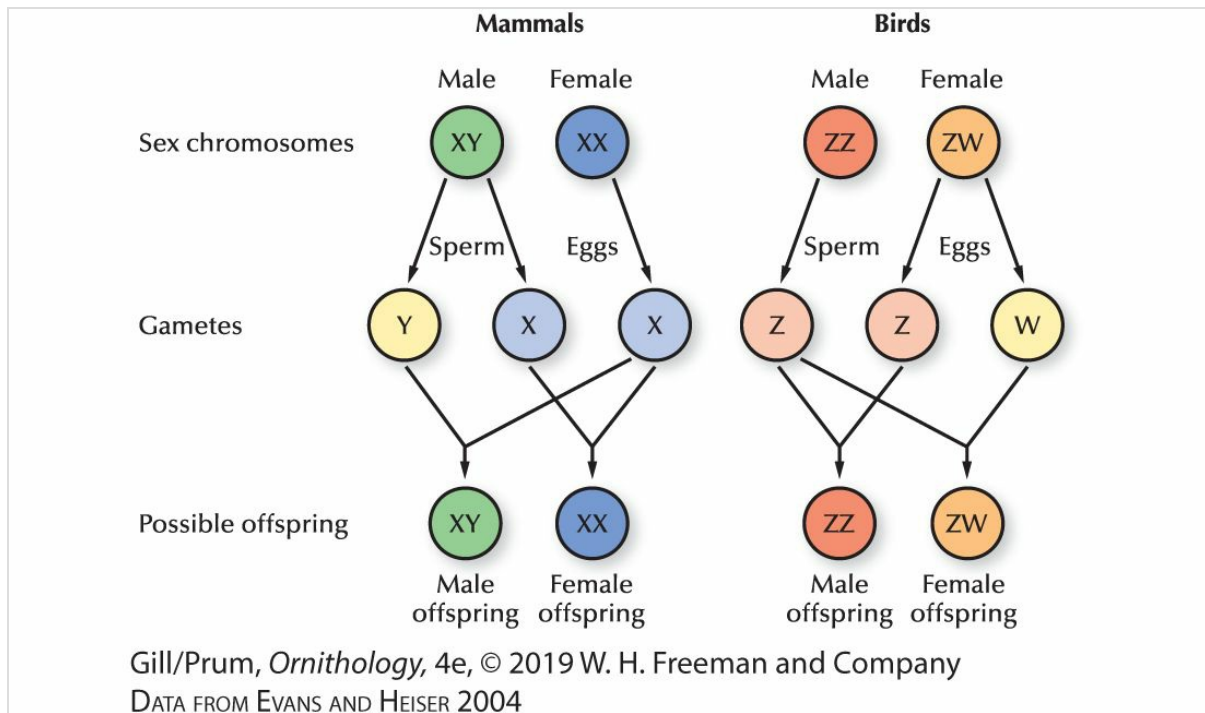 Mammals Birds
Male Female Male Female
Sex chromosomes XY XX ZZ ZW
Sperm Eggs Sperm Eggs
Gametes Y X X Z Z W
Possible offspring XY XX ZZ ZW
Male Female Male Female
offspring offspring offspring offspring
Gill/Prum, Ornithology, 4e, © 2019 W. H. Freeman and Company
DATA FROM EVANS AND HEISER 2004